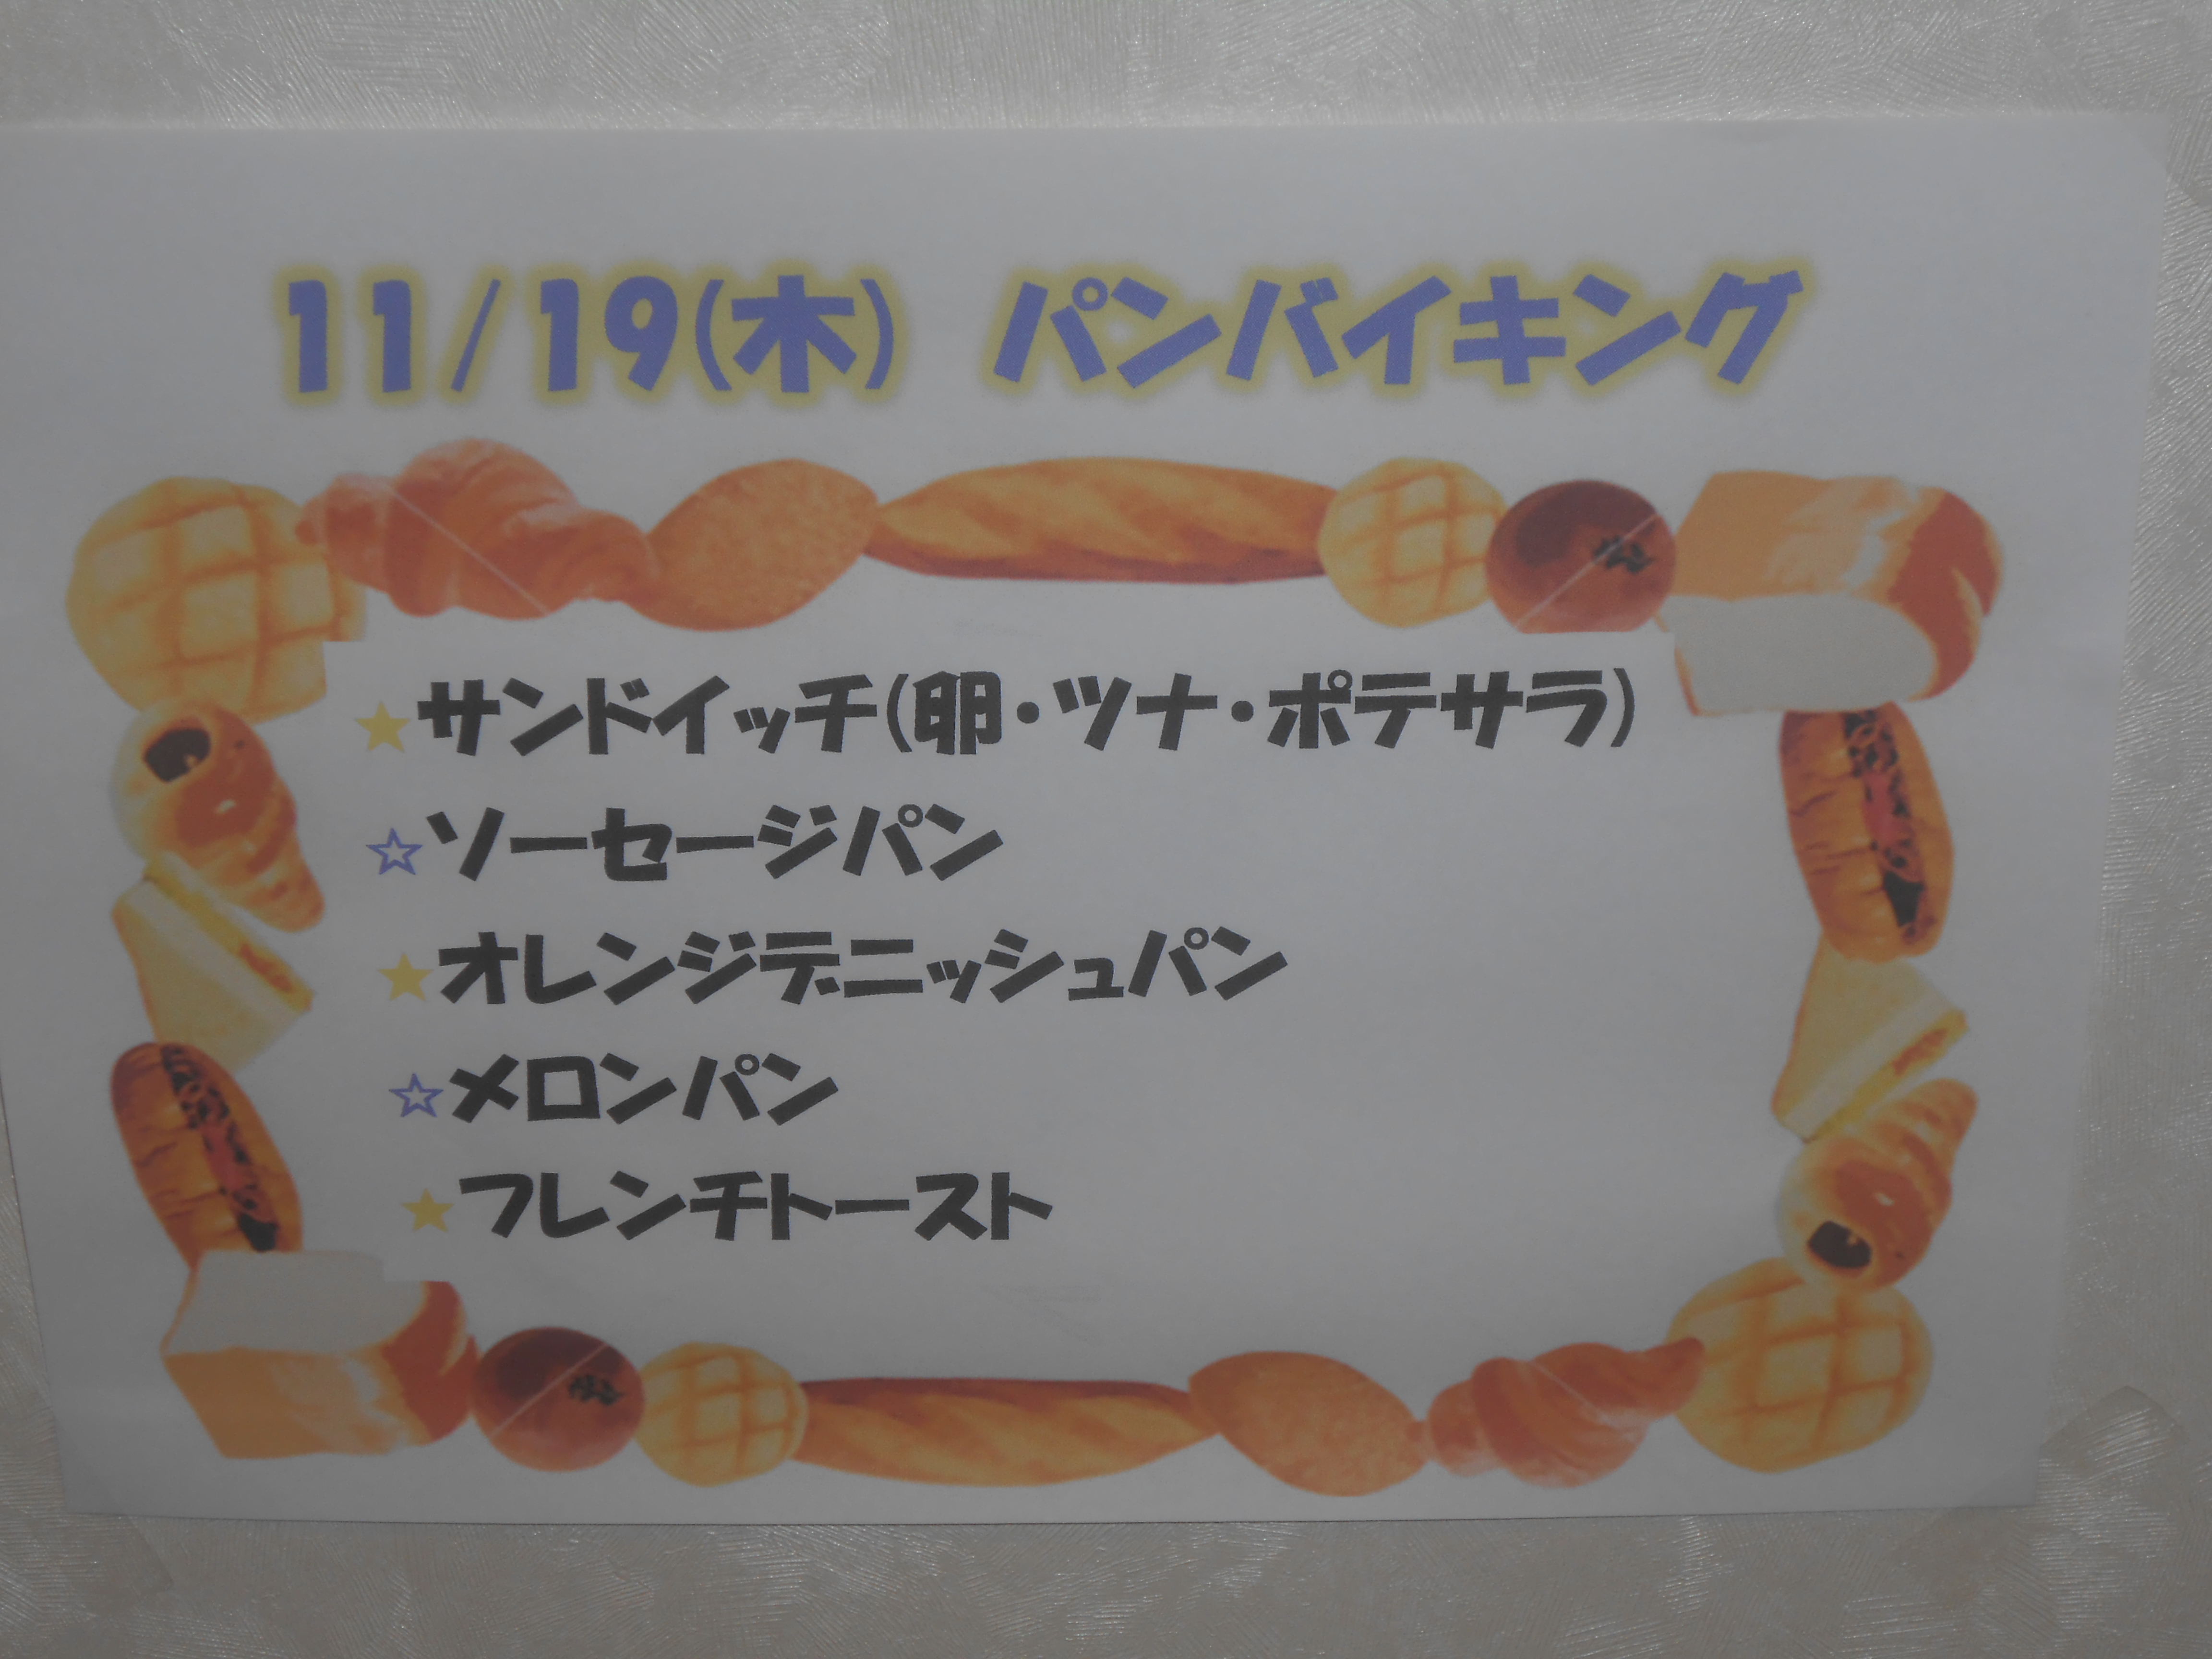 11/19(木) パンバイキング
★サンドイッチ(卵・ツナ・ポテサラ)
☆ソーセージパン
★オレンジデニッシュパン
☆メロンパン
★フレンチトースト